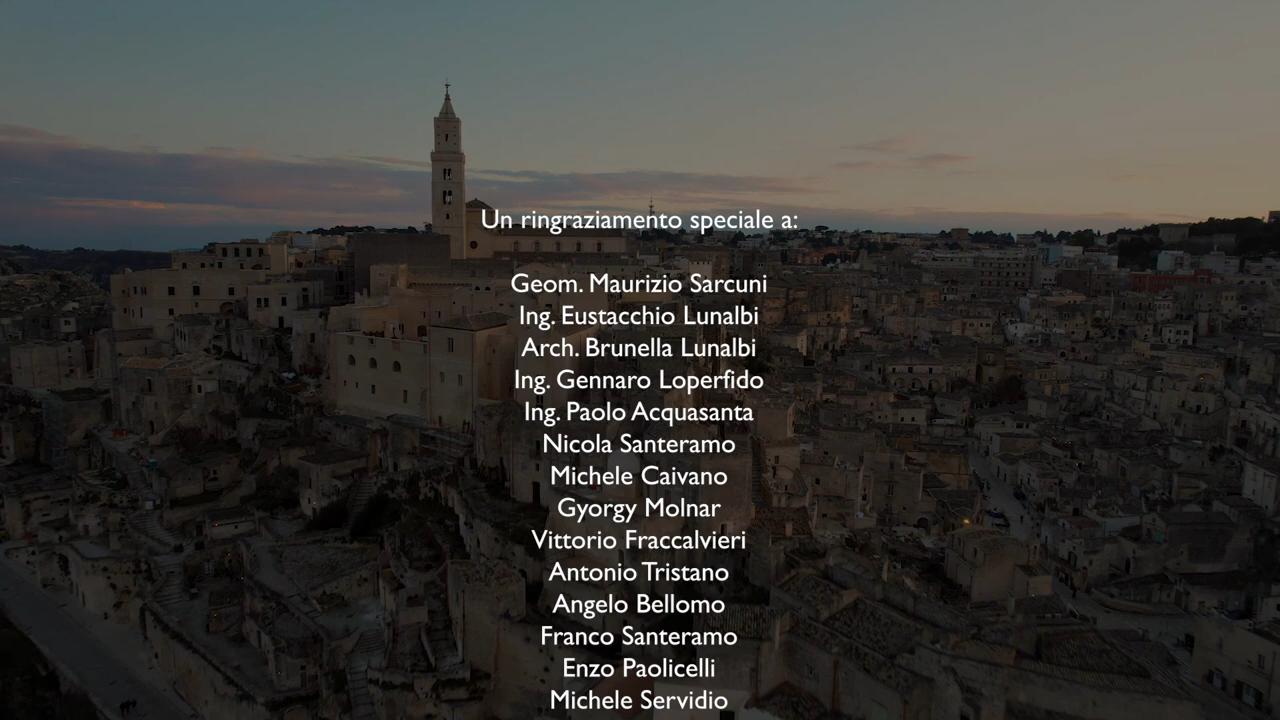 Un ringraziamento speciale a:
Geom. Maurizio Sarcuni
Ing. Eustacchio Lunalbi
Arch. Brunella Lunalbi
Ing. Gennaro Loperfido
Ing. Paolo Acquasanta
Nicola Santeramo
Michele Caivano
Gyorgy Molnar
Vittorio Fraccalvieri
Antonio Tristano
Angelo Bellomo
Franco Santeramo
Enzo Paolicelli
Michele Servidio